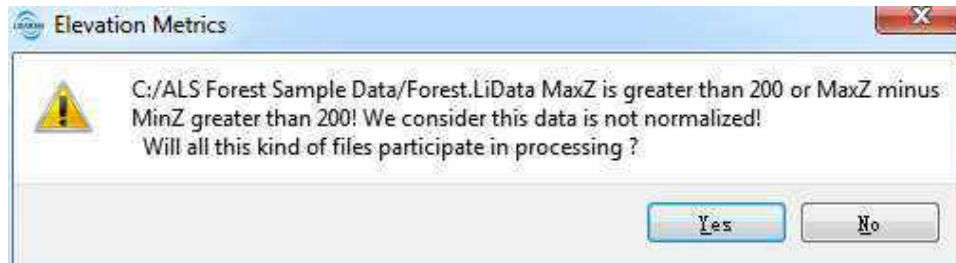 Elevation Metrics
C:/ALS Forest Sample Data/Forest.LiData MaxZ is greater than 200 or MaxZ minus
MinZ greater than 200! We consider this data is not normalized!
Will all this kind of files participate in processing ?
Yes No